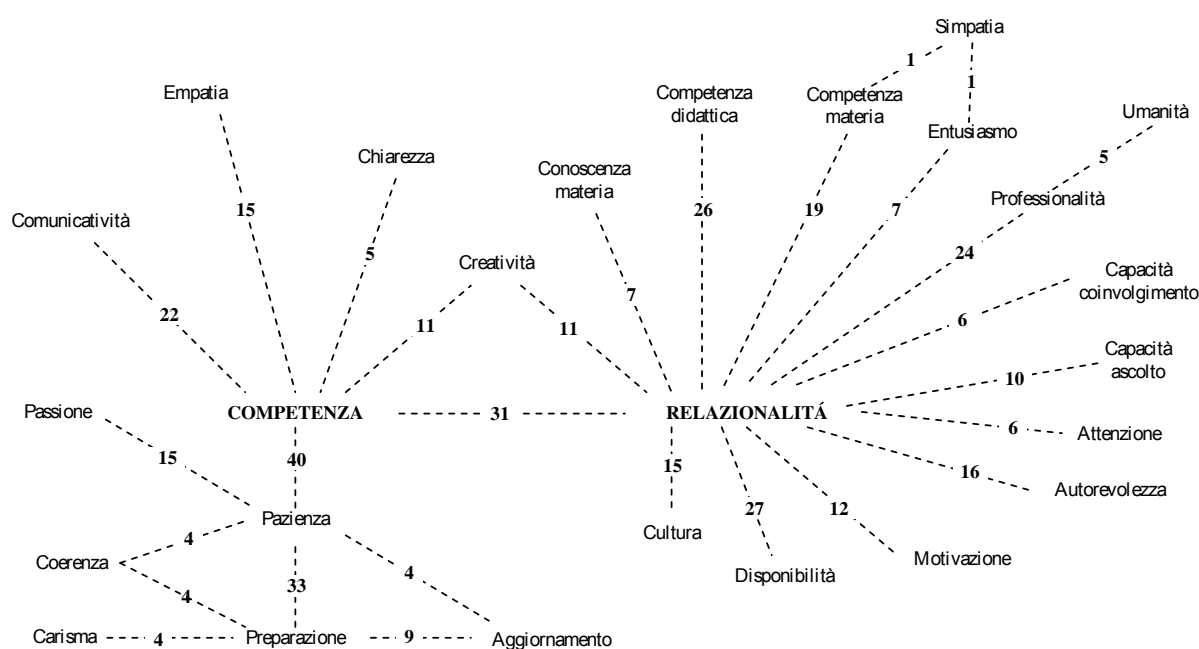 Simpatia
1
Empatia
Competenza
didattica
Competenza
materia
1
Umanità
Entusiasmo
Chiarezza
Conoscenza
materia
5
Comunicatività
15
26
19
7
Professionalità
5
Creatività
24
Capacità
coinvolgimento
22
11
11
7
6
Capacità
ascolto
10
Passione
COMPETENZA
31
RELAZIONALITÁ
6
Attenzione
15
40
15
16
Autorevolezza
Pazienza
27
12
Cultura
4
Coerenza
33
4
Disponibilità
Motivazione
4
Carisma
4
Preparazione
9
Aggiornamento